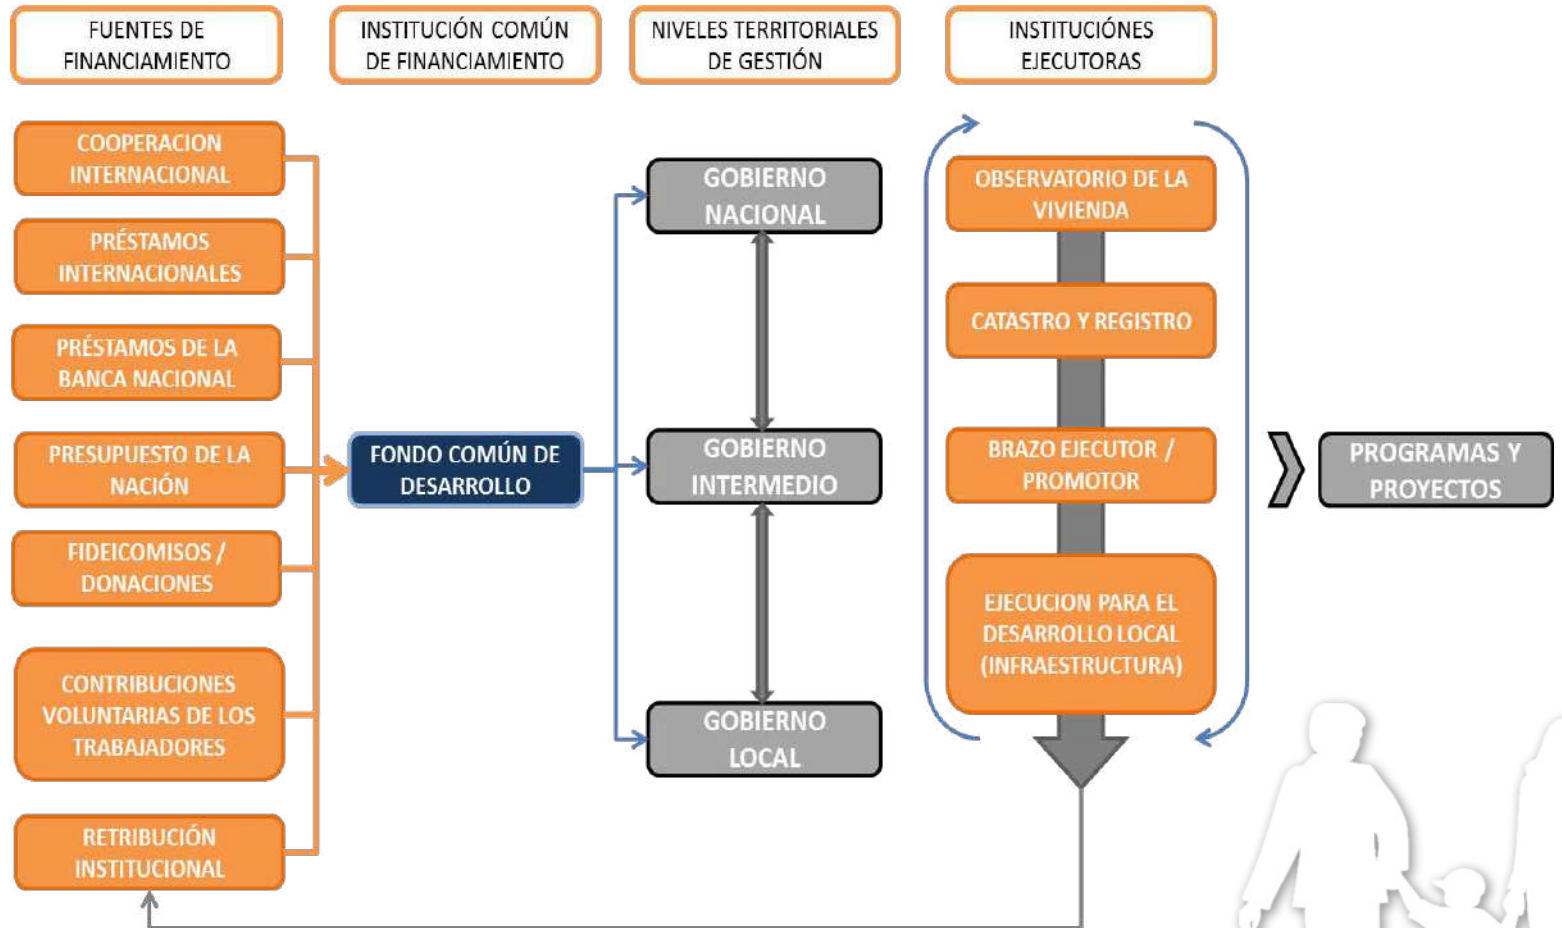 FUENTES DE
FINANCIAMIENTO
INSTITUCIÓN COMÚN
DE FINANCIAMIENTO
NIVELES TERRITORIALES
DE GESTIÓN
INSTITUCIÓNES
EJECUTORAS
COOPERACION
INTERNACIONAL
PRÉSTAMOS
INTERNACIONALES
PRÉSTAMOS DE LA
BANCA NACIONAL
PRESUPUESTO DE LA
NACIÓN
FIDEICOMISOS /
DONACIONES
CONTRIBUCIONES
VOLUNTARIAS DE LOS
TRABAJADORES
RETRIBUCIÓN
INSTITUCIONAL
FONDO COMÚN DE
DESARROLLO
GOBIERNO
NACIONAL
GOBIERNO
INTERMEDIO
GOBIERNO
LOCAL
OBSERVATORIO DE LA
VIVIENDA
CATASTRO Y REGISTRO
BRAZO EJECUTOR /
PROMOTOR
EJECUCION PARA EL
DESARROLLO LOCAL
(INFRAESTRUCTURA)
PROGRAMAS Y
PROYECTOS